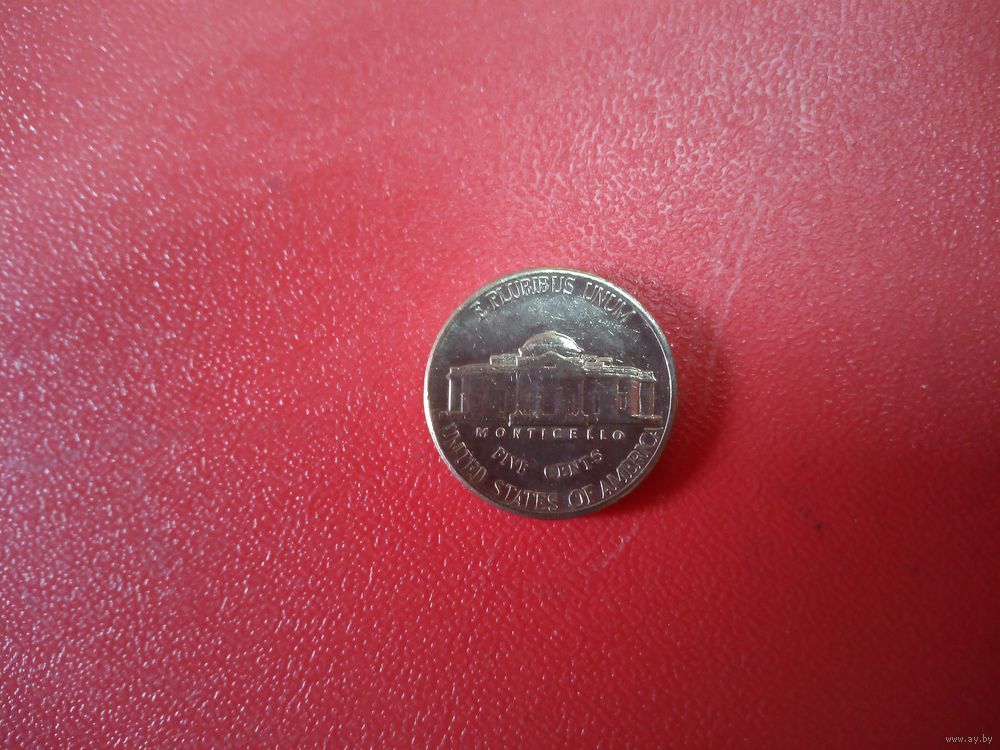 E PLURIBUS UNUM
MONTICELLO
FIVE CENTS
UNITED STATES OF AMERICA
www.ay.by